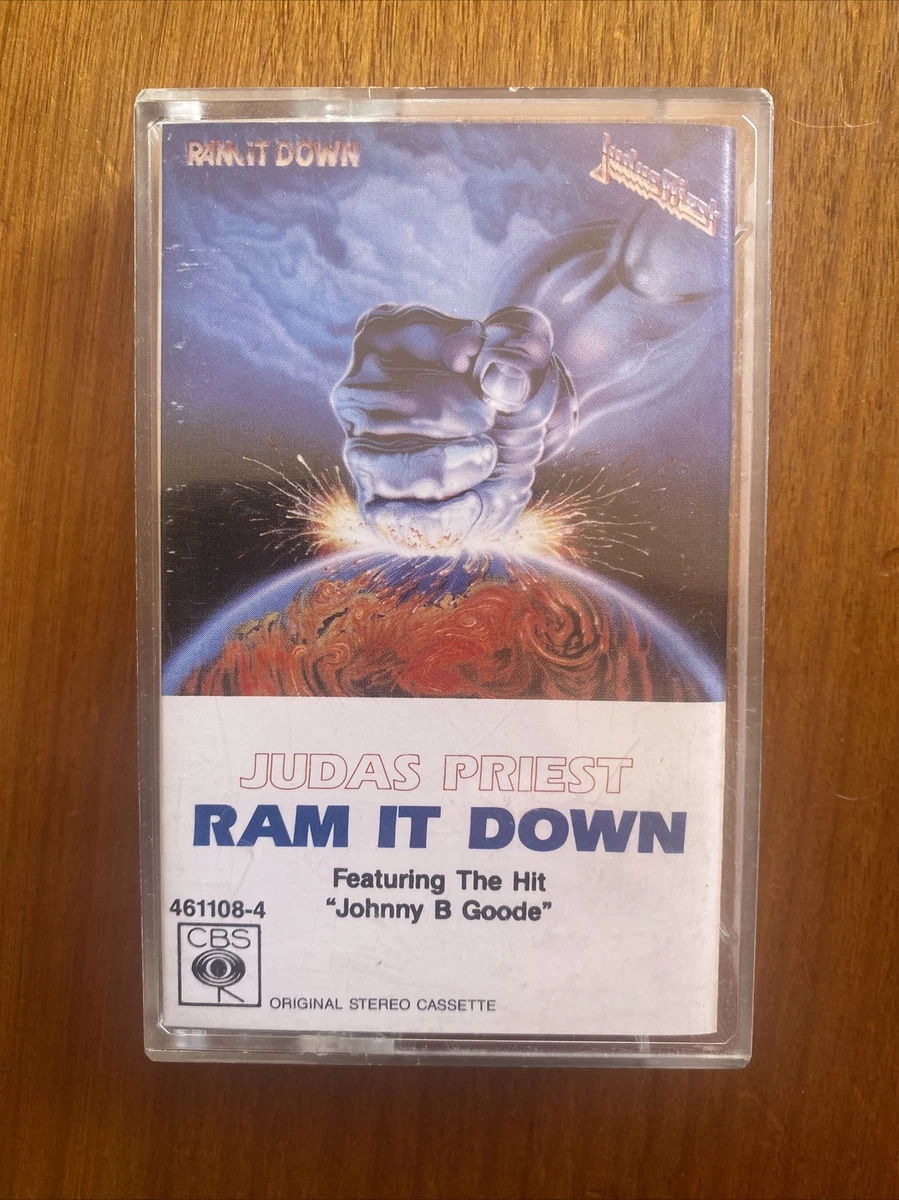 RAM IT DOWN
Judas Priest
JUDAS PRIEST
RAM IT DOWN
Featuring The Hit
“Johnny B Goode”
461108-4
CBS
ORIGINAL STEREO CASSETTE